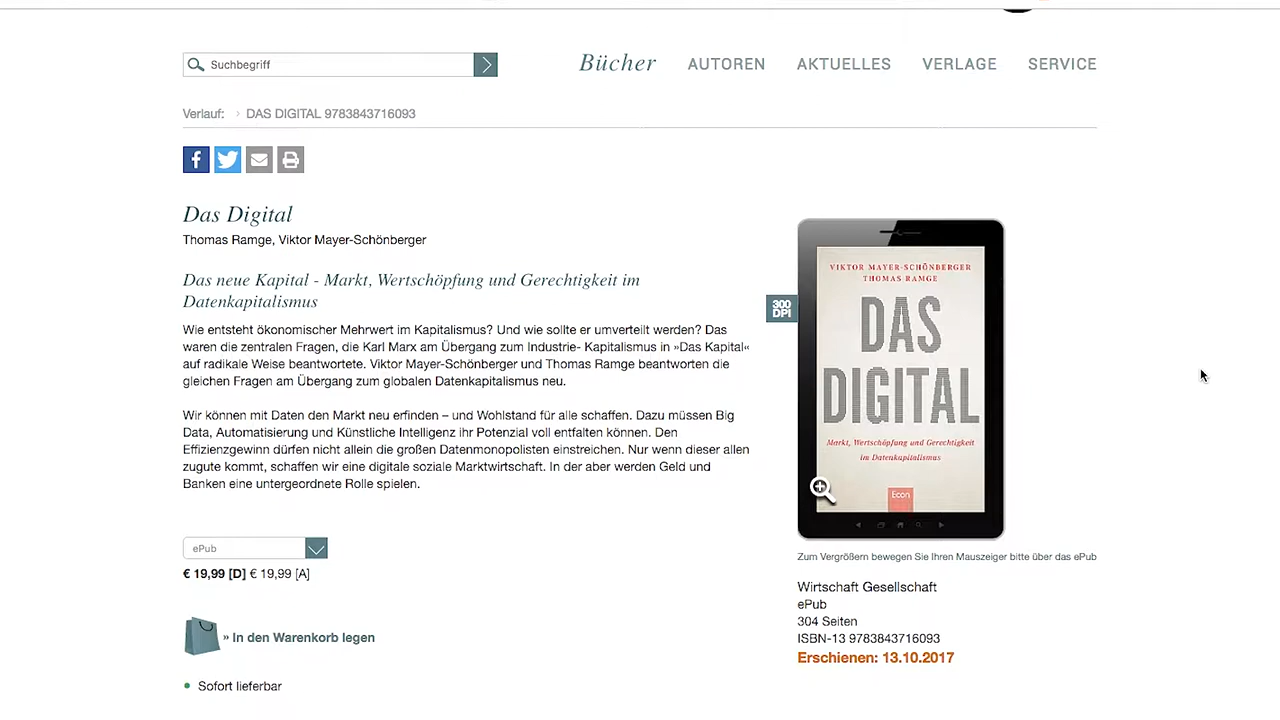 Suchbegriff
Bücher AUTOREN AKTUELLES VERLAGE SERVICE
Verlauf: › DAS DIGITAL 9783843716093
Das Digital
Thomas Ramge, Viktor Mayer-Schönberger
Das neue Kapital - Markt, Wertschöpfung und Gerechtigkeit im
Datenkapitalismus
Wie entsteht ökonomischer Mehrwert im Kapitalismus? Und wie sollte er umverteilt werden? Das
waren die zentralen Fragen, die Karl Marx am Übergang zum Industrie- Kapitalismus in »Das Kapital«
auf radikale Weise beantwortete. Viktor Mayer-Schönberger und Thomas Ramge beantworten die
gleichen Fragen am Übergang zum globalen Datenkapitalismus neu.
Wir können mit Daten den Markt neu erfinden – und Wohlstand für alle schaffen. Dazu müssen Big
Data, Automatisierung und Künstliche Intelligenz ihr Potenzial voll entfalten können. Den
Effizienzgewinn dürfen nicht allein die großen Datenmonopolisten einstreichen. Nur wenn dieser allen
zugute kommt, schaffen wir eine digitale soziale Marktwirtschaft. In der aber werden Geld und
Banken eine untergeordnete Rolle spielen.
ePub
€ 19,99 [D] € 19,99 [A]
» In den Warenkorb legen
Sofort lieferbar
300
DPI
VIKTOR MAYER-SCHÖNBERGER
THOMAS RAMGE
DAS
DIGITAL
Markt, Wertschöpfung und Gerechtigkeit
im Datenkapitalismus
Econ
Zum Vergrößern bewegen Sie Ihren Mauszeiger bitte über das ePub
Wirtschaft Gesellschaft
ePub
304 Seiten
ISBN-13 9783843716093
Erschienen: 13.10.2017